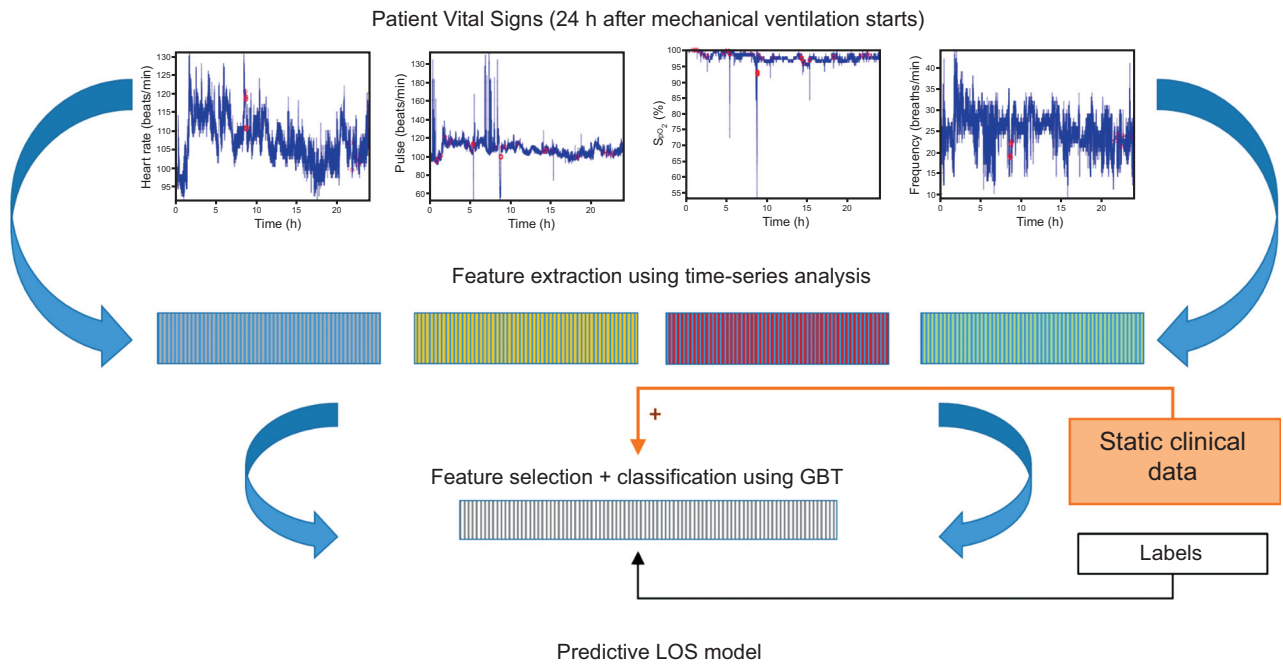 Patient Vital Signs (24 h after mechanical ventilation starts)
Heart rate (beats/min)
130
125
120
115
110
105
100
95
0 5 10 15 20
Time (h)
Pulse (beats/min)
200
180
160
140
120
100
80
60
0 5 10 15 20
Time (h)
SpO2 (%)
100
95
90
85
80
75
70
65
60
55
0 5 10 15 20
Time (h)
Frequency (breaths/min)
40
35
30
25
20
15
10
0 5 10 15 20
Time (h)
Feature extraction using time-series analysis
+
Static clinical
data
Feature selection + classification using GBT
Labels
Predictive LOS model